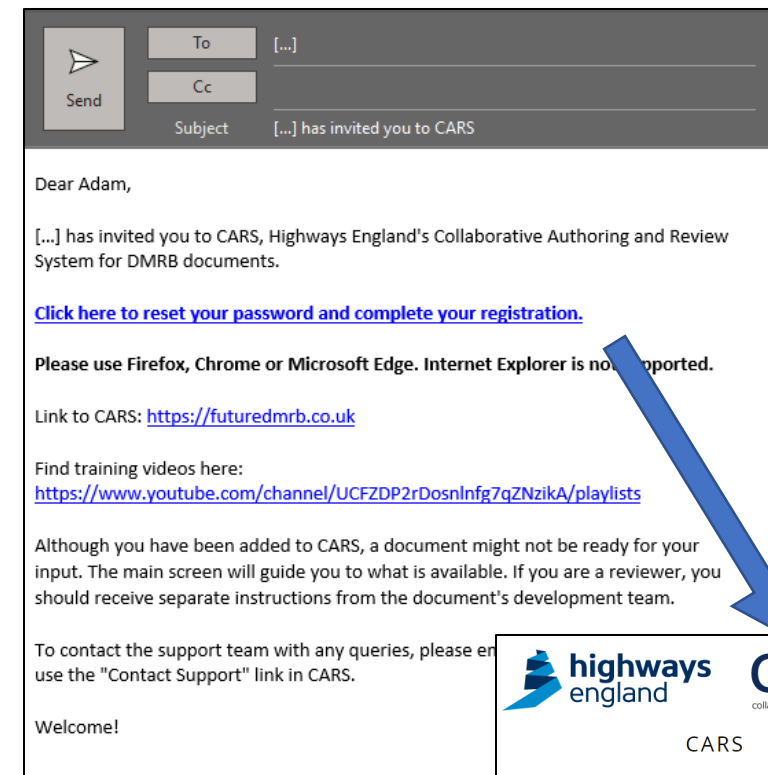 To [...]
Send
Cc
Subject [...] has invited you to CARS
Dear Adam,
[...] has invited you to CARS, Highways England's Collaborative Authoring and Review
System for DMRB documents.
Click here to reset your password and complete your registration.
Please use Firefox, Chrome or Microsoft Edge. Internet Explorer is
Link to CARS: https://futuredmrb.co.uk
Find training videos here:
https://www.youtube.com/channel/UCFZDP2rDosnlnfg7qZNzikA/playlists
Although you have been added to CARS, a document might not be ready for your
input. The main screen will guide you to what is available. If you are a reviewer, you
should receive separate instructions from the document's development team.
To contact the support team with any queries, please
use the "Contact Support" link in CARS.
Welcome!
highways
england
CARS